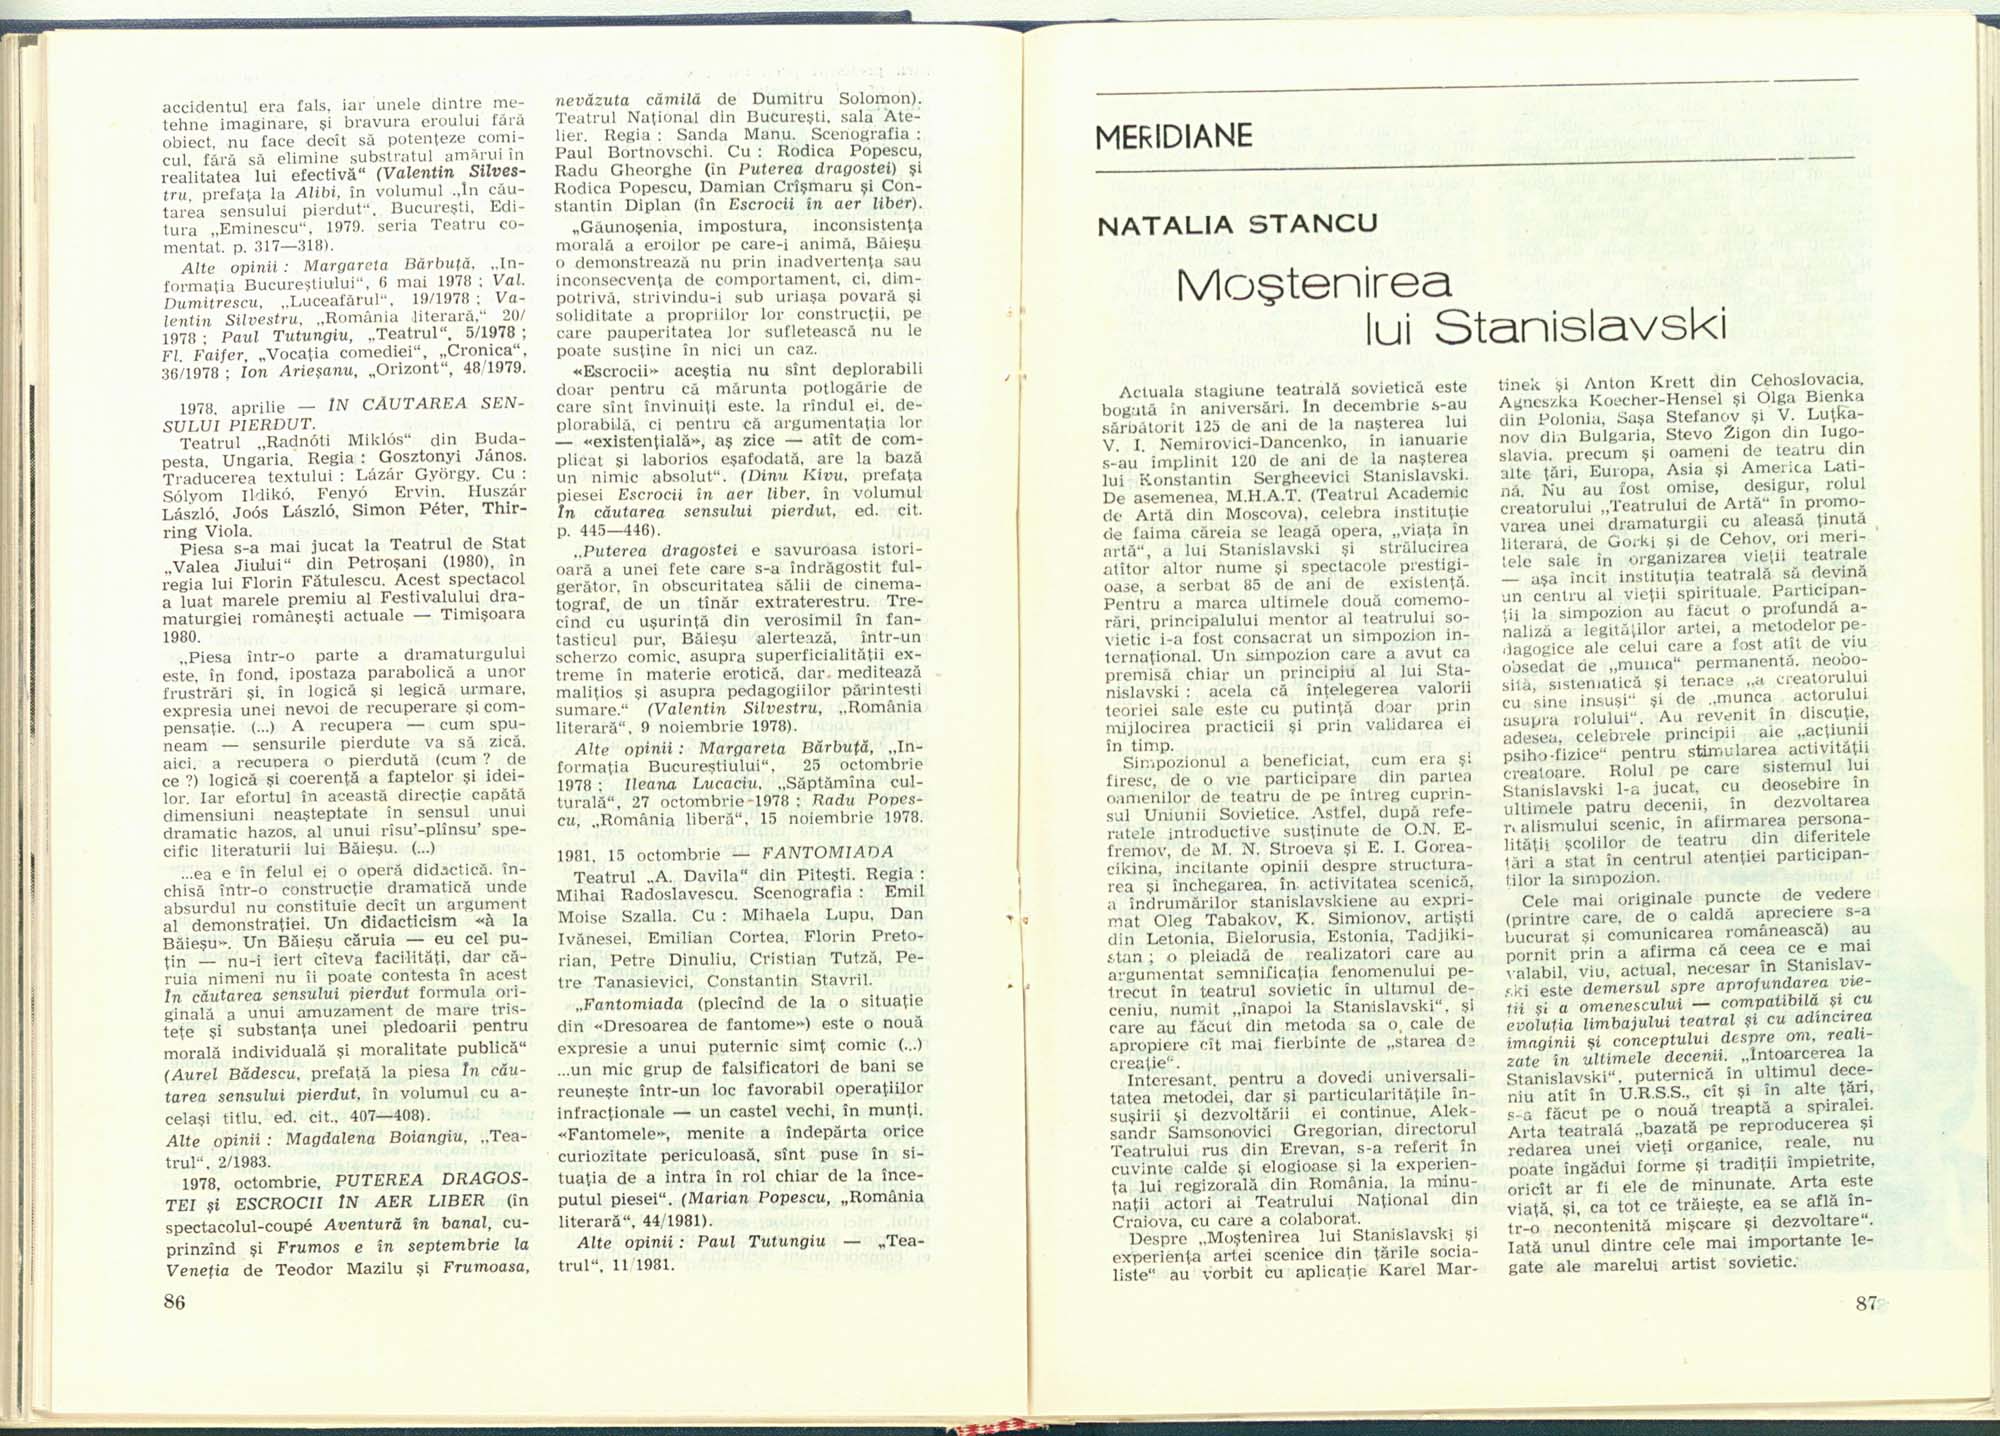 accidentul era fals, iar unele dintre me-
tehne imaginare, și bravura eroului fără
obiect, nu face decît să potențeze comi-
cul, fără să elimine substratul amărui în
realitatea lui efectivă“ (Valentin Silves-
tru, prefața la Alibi, în volumul „În cău-
tarea sensului pierdut“. București, Edi-
tura „Eminescu“, 1979. seria Teatru co-
mentat. p. 317—318).
Alte opinii : Margareta Bărbuță, „In-
formația Bucureștiului“, 6 mai 1978 ; Val.
Dumitrescu, „Luceafărul“, 19/1978 ; Va-
lentin Silvestru, „România literară,“ 20/
1978 ; Paul Tutungiu, „Teatrul“, 5/1978 ;
Fl. Faifer, „Vocația comediei“, „Cronica“,
36/1978 ; Ion Arieșanu, „Orizont“, 48/1979.
1978. aprilie — ÎN CĂUTAREA SEN-
SULUI PIERDUT.
Teatrul „Radnóti Miklós“ din Buda-
pesta, Ungaria. Regia : Gosztonyi János.
Traducerea textului : Lázár György. Cu :
Sólyom Ildikó, Fenyó Ervin, Huszár
László, Joós László, Simon Péter, Thir-
ring Viola.
Piesa s-a mai jucat la Teatrul de Stat
„Valea Jiului“ din Petroșani (1980), în
regia lui Florin Fătulescu. Acest spectacol
a luat marele premiu al Festivalului dra-
maturgiei românești actuale — Timișoara
1980.
„Piesa într-o parte a dramaturgului
este, în fond, ipostaza parabolică a unor
frustrări și, în logică și legică urmare,
expresia unei nevoi de recuperare și com-
pensație. (...) A recupera — cum spu-
neam — sensurile pierdute va să zică,
aici, a recupera o pierdută (cum ? de
ce ?) logică și coerență a faptelor și idei-
lor. Iar efortul în această direcție capătă
dimensiuni neașteptate în sensul unui
dramatic hazos, al unui rîsu’-plînsu’ spe-
cific literaturii lui Băieșu. (...)
...ea e în felul ei o operă didactică, în-
chisă într-o construcție dramatică unde
absurdul nu constituie decît un argument
al demonstrației. Un didacticism «à la
Băieșu». Un Băieșu căruia — eu cel pu-
țin — nu-i iert cîteva facilități, dar că-
ruia nimeni nu îi poate contesta în acest
În căutarea sensului pierdut formula ori-
ginală a unui amuzament de mare tris-
tețe și substanța unei pledoarii pentru
morală individuală și moralitate publică“
(Aurel Bădescu, prefață la piesa În cău-
tarea sensului pierdut, în volumul cu a-
celași titlu, ed. cit., 407—408).
Alte opinii : Magdalena Boiangiu, „Tea-
trul“, 2/1983.
1978, octombrie, PUTEREA DRAGOS-
TEI și ESCROCII ÎN AER LIBER (în
spectacolul-coupé Aventură în banal, cu-
prinzînd și Frumos e în septembrie la
Veneția de Teodor Mazilu și Frumoasa,
86
nevăzuta cămilă de Dumitru Solomon).
Teatrul Național din București, sala Ate-
lier. Regia : Sanda Manu. Scenografia :
Paul Bortnovschi. Cu : Rodica Popescu,
Radu Gheorghe (în Puterea dragostei) și
Rodica Popescu, Damian Crîșmaru și Con-
stantin Diplan (în Escrocii în aer liber).
„Găunoșenia, impostura, inconsistența
morală a eroilor pe care-i animă, Băieșu
o demonstrează nu prin inadvertența sau
inconsecvența de comportament, ci, dim-
potrivă, strivindu-i sub uriașa povară și
soliditate a propriilor lor construcții, pe
care pauperitatea lor sufletească nu le
poate susține în nici un caz.
«Escrocii» aceștia nu sînt deplorabili
doar pentru că mărunta potlogărie de
care sînt învinuiți este, la rîndul ei, de-
plorabilă, ci pentru că argumentația lor
— «existențială», aș zice — atît de com-
plicat și laborios eșafodată, are la bază
un nimic absolut“. (Dinu Kivu, prefața
piesei Escrocii în aer liber, în volumul
În căutarea sensului pierdut, ed. cit.
p. 445—446).
„Puterea dragostei e savuroasa istori-
oară a unei fete care s-a îndrăgostit ful-
gerător, în obscuritatea sălii de cinema-
tograf, de un tînăr extraterestru. Tre-
cînd cu ușurință din verosimil în fan-
tasticul pur, Băieșu alertează, într-un
scherzo comic, asupra superficialității ex-
treme în materie erotică, dar meditează
malițios și asupra pedagogiilor părintești
sumare.“ (Valentin Silvestru, „România
literară“, 9 noiembrie 1978).
Alte opinii : Margareta Bărbuță, „In-
formația Bucureștiului“, 25 octombrie
1978 ; Ileana Lucaciu, „Săptămîna cul-
turală“, 27 octombrie 1978 ; Radu Popes-
cu, „România liberă“, 15 noiembrie 1978.
1981, 15 octombrie — FANTOMIADA
Teatrul „A. Davila“ din Pitești. Regia :
Mihai Radoslavescu. Scenografia : Emil
Moise Szalla. Cu : Mihaela Lupu, Dan
Ivănesei, Emilian Cortea, Florin Preto-
rian, Petre Dinuliu, Cristian Tutză, Pe-
tre Tanasievici, Constantin Stavril.
„Fantomiada (plecînd de la o situație
din «Dresoarea de fantome») este o nouă
expresie a unui puternic simț comic (...)
...un mic grup de falsificatori de bani se
reunește într-un loc favorabil operațiilor
infracționale — un castel vechi, în munți.
«Fantomele», menite a îndepărta orice
curiozitate periculoasă, sînt puse în si-
tuația de a intra în rol chiar de la înce-
putul piesei“. (Marian Popescu, „România
literară“, 44/1981).
Alte opinii : Paul Tutungiu — „Tea-
trul“, 11/1981.
MERIDIANE
NATALIA STANCU
Moștenirea
lui Stanislavski
Actuala stagiune teatrală sovietică este
bogată în aniversări. În decembrie s-au
sărbătorit 125 de ani de la nașterea lui
V. I. Nemirovici-Dancenko, în ianuarie
s-au împlinit 120 de ani de la nașterea
lui Konstantin Sergheevici Stanislavski.
De asemenea, M.H.A.T. (Teatrul Academic
de Artă din Moscova), celebra instituție
de faima căreia se leagă opera, „viața în
artă“, a lui Stanislavski și strălucirea
atîtor altor nume și spectacole prestigi-
oase, a serbat 85 de ani de existență.
Pentru a marca ultimele două comemo-
rări, principalului mentor al teatrului so-
vietic i-a fost consacrat un simpozion in-
ternațional. Un simpozion care a avut ca
premisă chiar un principiu al lui Sta-
nislavski : acela că înțelegerea valorii
teoriei sale este cu putință doar prin
mijlocirea practicii și prin validarea ei
în timp.
Simpozionul a beneficiat, cum era și
firesc, de o vie participare din partea
oamenilor de teatru de pe întreg cuprin-
sul Uniunii Sovietice. Astfel, după refe-
ratele introductive susținute de O.N. E-
fremov, de M. N. Stroeva și E. I. Gorea-
cikina, incitante opinii despre structura-
rea și închegarea, în activitatea scenică,
a îndrumărilor stanislavskiene au expri-
mat Oleg Tabakov, K. Simionov, artiști
din Letonia, Bielorusia, Estonia, Tadjiki-
stan ; o pleiadă de realizatori care au
argumentat semnificația fenomenului pe-
trecut în teatrul sovietic în ultimul de-
ceniu, numit „înapoi la Stanislavski“, și
care au făcut din metoda sa o cale de
apropiere cît mai fierbinte de „starea de
creație“.
Interesant, pentru a dovedi universali-
tatea metodei, dar și particularitățile în-
sușirii și dezvoltării ei continue, Alek-
sandr Samsonovici Gregorian, directorul
Teatrului rus din Erevan, s-a referit în
cuvinte calde și elogioase și la experien-
ța lui regizorală din România, la minu-
nații actori ai Teatrului Național din
Craiova, cu care a colaborat.
Despre „Moștenirea lui Stanislavski și
experiența artei scenice din țările socia-
liste“ au vorbit cu aplicație Karel Mar-
tinek și Anton Krett din Cehoslovacia,
Agneszka Koecher-Hensel și Olga Bienka
din Polonia, Sașa Stefanov și V. Luțka-
nov din Bulgaria, Stevo Žigon din Iugo-
slavia, precum și oameni de teatru din
alte țări, Europa, Asia și America Lati-
nă. Nu au fost omise, desigur, rolul
creatorului „Teatrului de Artă“ în promo-
varea unei dramaturgii cu aleasă ținută
literară, de Gorki și de Cehov, ori meri-
tele sale în organizarea vieții teatrale
— așa încît instituția teatrală să devină
un centru al vieții spirituale. Participan-
ții la simpozion au făcut o profundă a-
naliză a legităților artei, a metodelor pe-
dagogice ale celui care a fost atît de viu
obsedat de „munca“ permanentă, neobo-
sită, sistematică și tenace „a creatorului
cu sine însuși“ și de „munca actorului
asupra rolului“. Au revenit în discuție,
adesea, celebrele principii ale „acțiunii
psiho-fizice“ pentru stimularea activității
creatoare. Rolul pe care sistemul lui
Stanislavski l-a jucat, cu deosebire în
ultimele patru decenii, în dezvoltarea
realismului scenic, în afirmarea persona-
lității școlilor de teatru din diferitele
țări a stat în centrul atenției participan-
ților la simpozion.
Cele mai originale puncte de vedere
(printre care, de o caldă apreciere s-a
bucurat și comunicarea românească) au
pornit prin a afirma că ceea ce e mai
valabil, viu, actual, necesar în Stanislav-
ski este demersul spre aprofundarea vie-
ții și a omenescului — compatibilă și cu
evoluția limbajului teatral și cu adîncirea
imaginii și conceptului despre om, reali-
zate în ultimele decenii. „Întoarcerea la
Stanislavski“, puternică în ultimul dece-
niu atît în U.R.S.S., cît și în alte țări,
s-a făcut pe o nouă treaptă a spiralei.
Arta teatrală „bazată pe reproducerea și
redarea unei vieți organice, reale, nu
poate îngădui forme și tradiții împietrite,
oricît ar fi ele de minunate. Arta este
viață, și, ca tot ce trăiește, ea se află în-
tr-o necontenită mișcare și dezvoltare“.
Iată unul dintre cele mai importante le-
gate ale marelui artist sovietic.
87